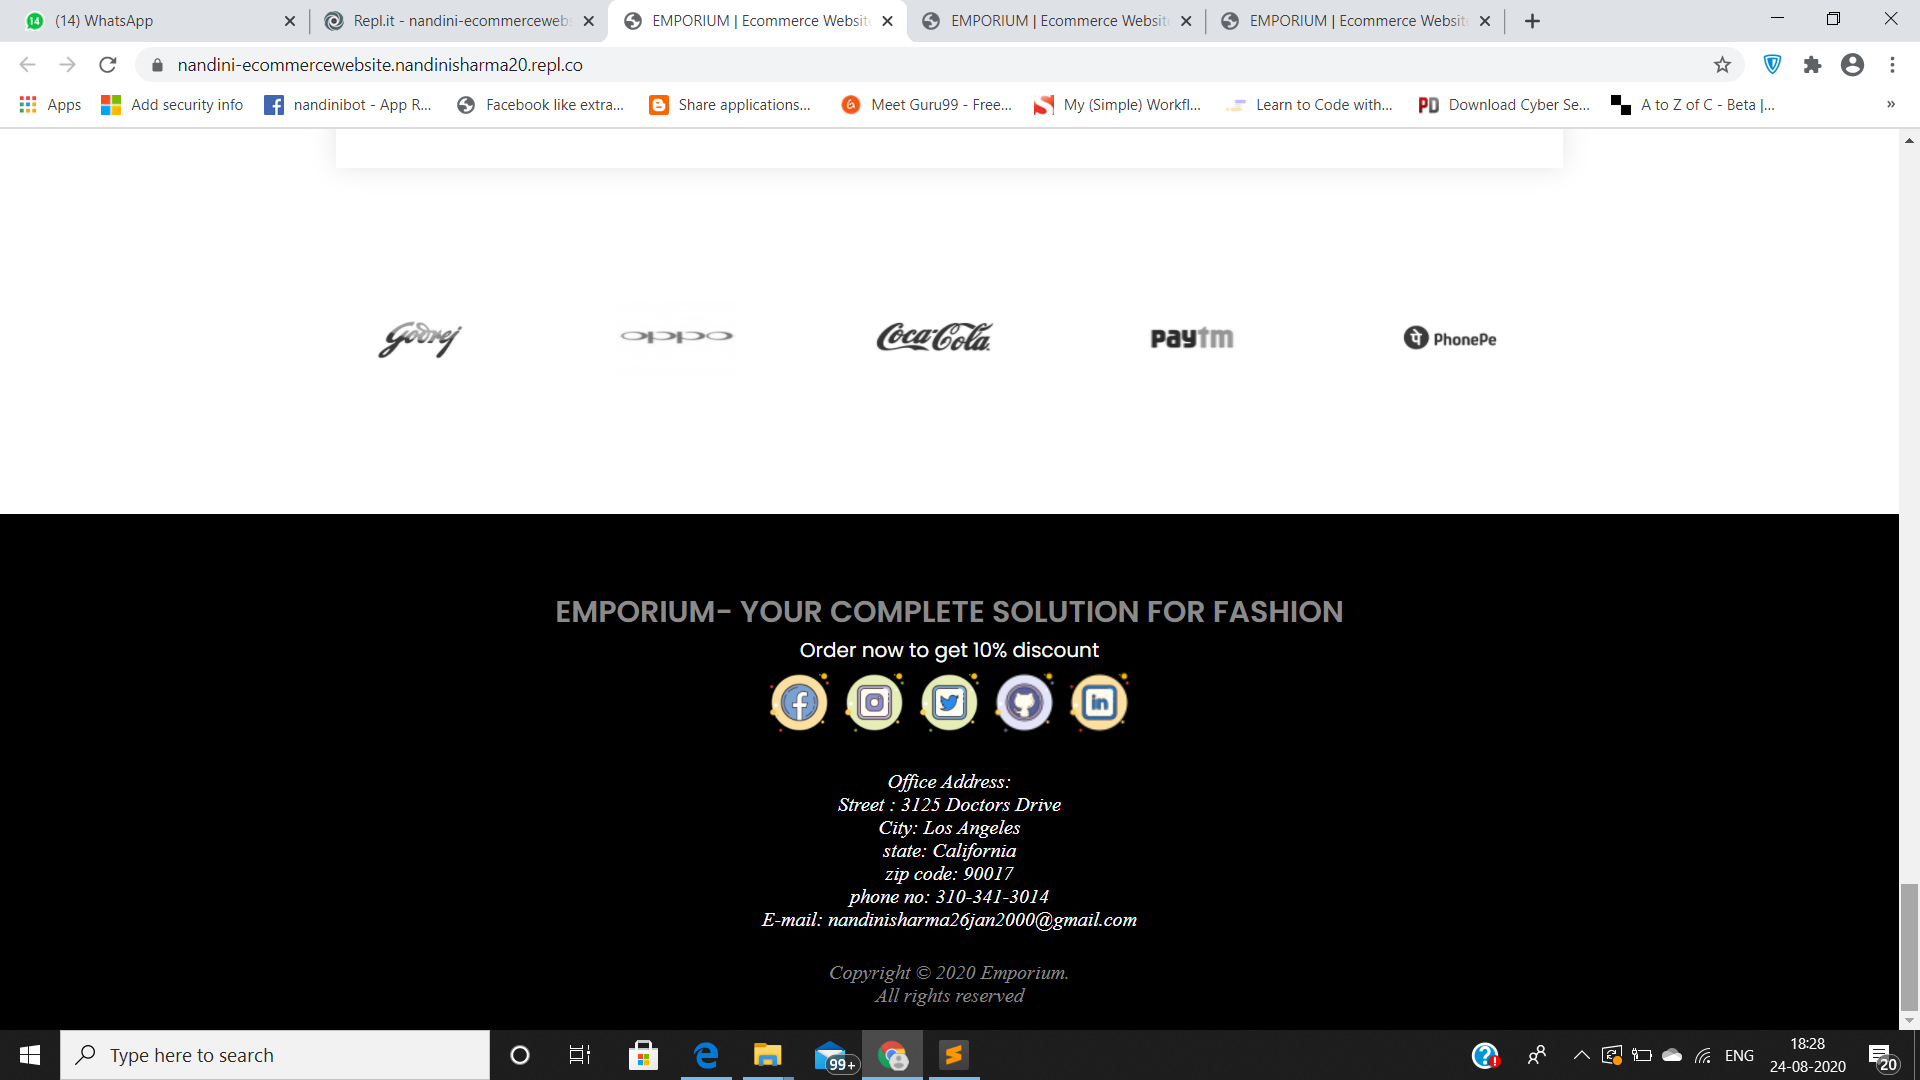 (14) WhatsApp
Repl.it - nandini-ecommercewebs
EMPORIUM | Ecommerce Website
EMPORIUM | Ecommerce Website
EMPORIUM | Ecommerce Website
nandini-ecommercewebsite.nandinisharma20.repl.co
Apps
Add security info
nandinibot - App R...
Facebook like extra...
Share applications...
Meet Guru99 - Free...
My (Simple) Workfl...
Learn to Code with...
PD Download Cyber Se...
A to Z of C - Beta |...
»
Godrej
oppo
Coca-Cola
paytm
PhonePe
EMPORIUM- YOUR COMPLETE SOLUTION FOR FASHION
Order now to get 10% discount
Office Address:
Street : 3125 Doctors Drive
City: Los Angeles
state: California
zip code: 90017
phone no: 310-341-3014
E-mail: nandinisharma26jan2000@gmail.com
Copyright © 2020 Emporium.
All rights reserved
Type here to search
99+
ENG
18:28
24-08-2020
20